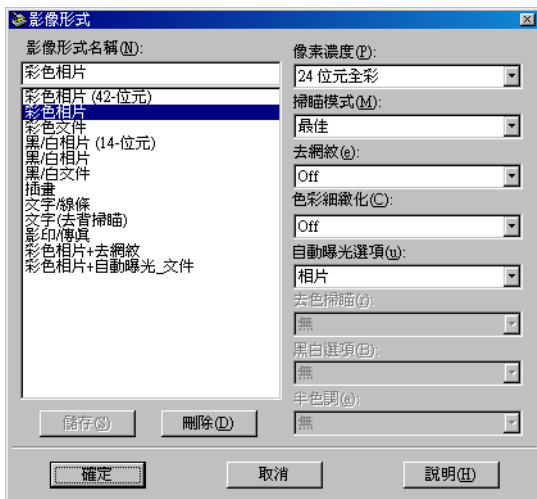 影像形式
影像形式名稱(N):
彩色相片
彩色相片 (42-位元)
彩色相片
彩色文件
黑/白相片 (14-位元)
黑/白相片
黑/白文件
插畫
文字/線條
文字(去背掃瞄)
影印/傳真
彩色相片+去網紋
彩色相片+自動曝光_文件
儲存(S)
刪除(D)
像素濃度(P):
24 位元全彩
掃瞄模式(M):
最佳
去網紋(e):
Off
色彩細緻化(C):
Off
自動曝光選項(u):
相片
去色掃瞄(r):
無
黑白選項(B):
無
半色調(a):
無
確定
取消
說明(H)